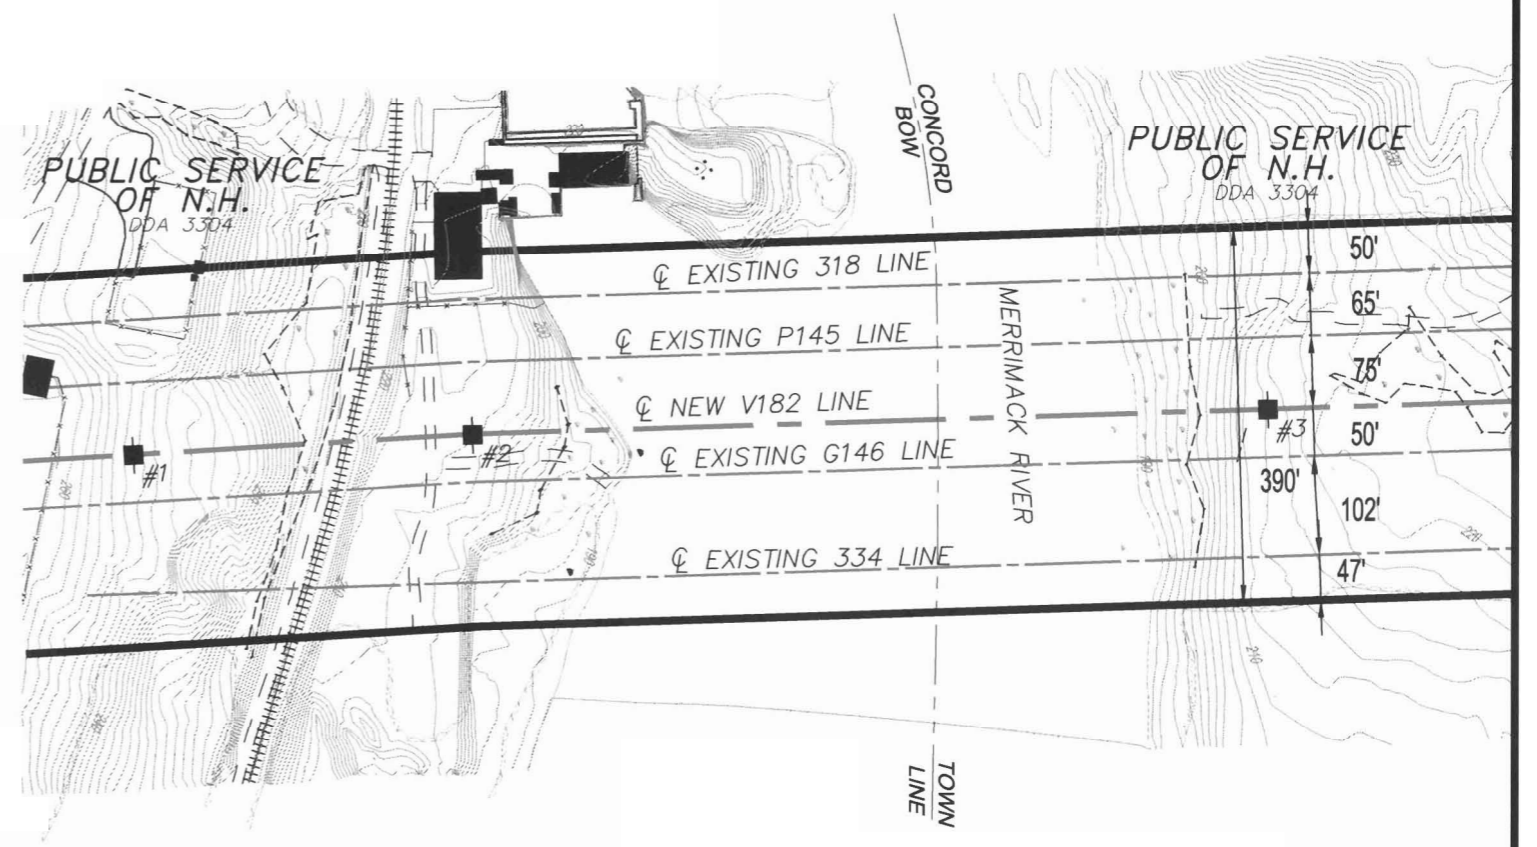 PUBLIC SERVICE
OF N.H.
DDA 3304
CONCORD
BOW
PUBLIC SERVICE
OF N.H.
DDA 3304
℄ EXISTING 318 LINE
℄ EXISTING P145 LINE
℄ NEW V182 LINE
℄ EXISTING G146 LINE
℄ EXISTING 334 LINE
MERRIMACK RIVER
#1
#2
#3
50'
65'
75'
50'
390'
102'
47'
220
210
TOWN
LINE